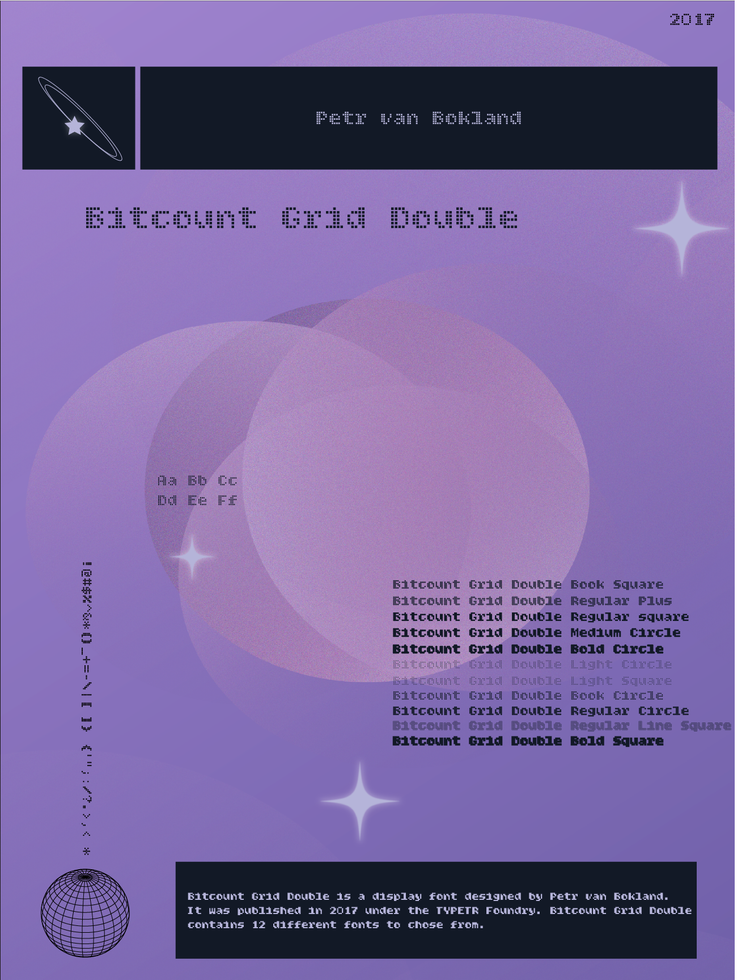 2017
Petr van Bokland
Bitcount Grid Double
Aa Bb Cc
Dd Ee Ff
!@#$%^&*()_+=-\|[ ]} {'";:/?.>,< *
Bitcount Grid Double Book Square
Bitcount Grid Double Regular Plus
Bitcount Grid Double Regular square
Bitcount Grid Double Medium Circle
Bitcount Grid Double Bold Circle
Bitcount Grid Double Light Circle
Bitcount Grid Double Light Square
Bitcount Grid Double Book Circle
Bitcount Grid Double Regular Circle
Bitcount Grid Double Regular Line Square
Bitcount Grid Double Bold Square
Bitcount Grid Double is a display font designed by Petr van Bokland.
It was published in 2017 under the TYPETR Foundry. Bitcount Grid Double
contains 12 different fonts to chose from.